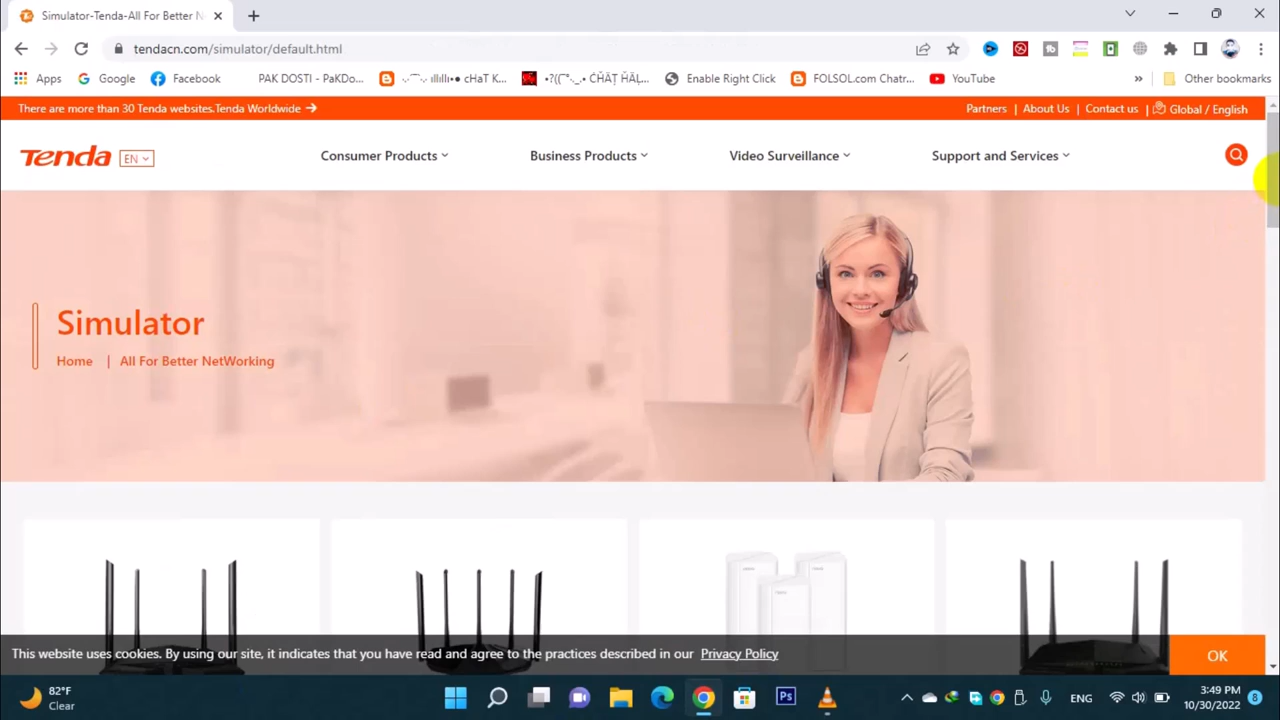 Simulator-Tenda-All For Better N
tendacn.com/simulator/default.html
Apps Google Facebook PAK DOSTI - PaKDo... cHaT K... Enable Right Click FOLSOL.com Chatr... YouTube » Other bookmarks
There are more than 30 Tenda websites.Tenda Worldwide → Partners | About Us | Contact us | Global / English
Tenda EN Consumer Products Business Products Video Surveillance Support and Services
Simulator
Home | All For Better NetWorking
This website uses cookies. By using our site, it indicates that you have read and agree to the practices described in our Privacy Policy OK
82°F
Clear
Ps
ENG
3:49 PM
10/30/2022
8